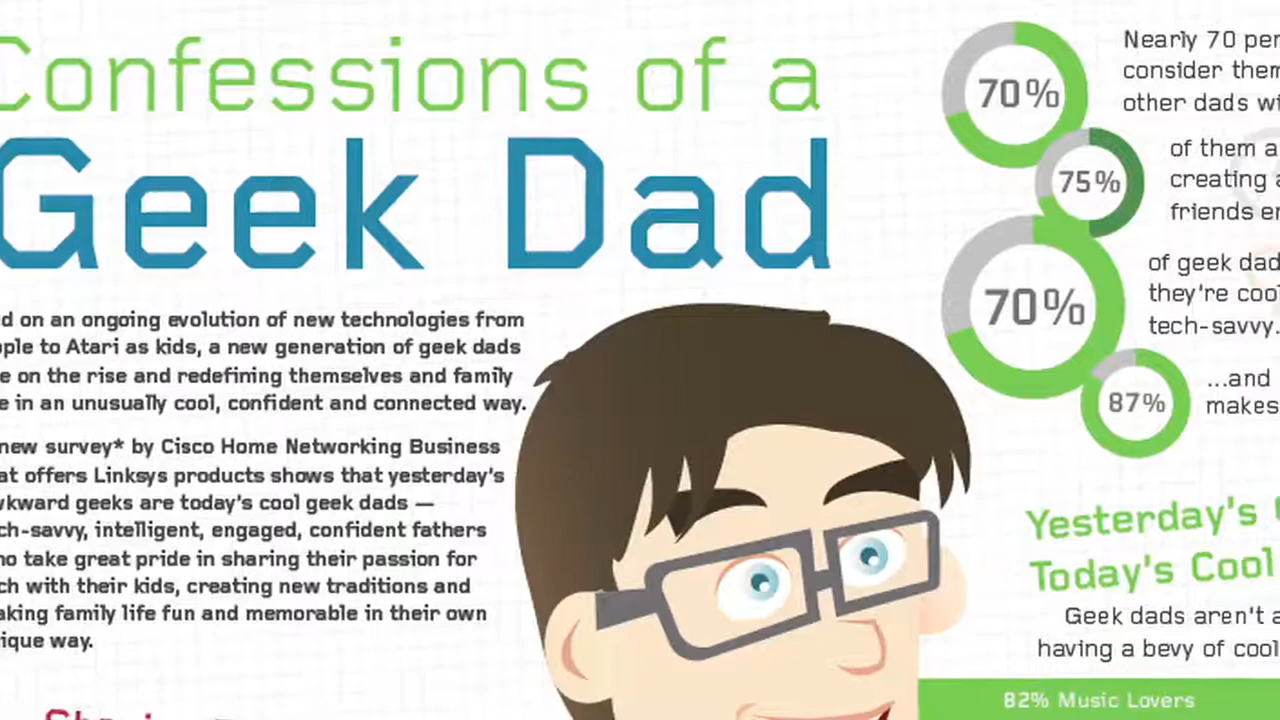 Confessions of a
Geek Dad
d on an ongoing evolution of new technologies from
ple to Atari as kids, a new generation of geek dads
e on the rise and redefining themselves and family
e in an unusually cool, confident and connected way.
new survey* by Cisco Home Networking Business
at offers Linksys products shows that yesterday's
wkward geeks are today's cool geek dads —
ch-savvy, intelligent, engaged, confident fathers
ho take great pride in sharing their passion for
ch with their kids, creating new traditions and
aking family life fun and memorable in their own
ique way.
70%
Nearly 70 per
consider them
other dads wi
75%
of them a
creating a
friends en
70%
of geek dad
they're cool
tech-savvy.
87%
...and
makes
Yesterday's
Today's Cool
Geek dads aren't a
having a bevy of cool
82% Music Lovers